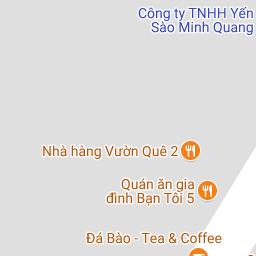 Công ty TNHH Yến
Sào Minh Quang
Nhà hàng Vườn Quê 2
Quán ăn gia
đình Bạn Tôi 5
Đá Bào - Tea & Coffee